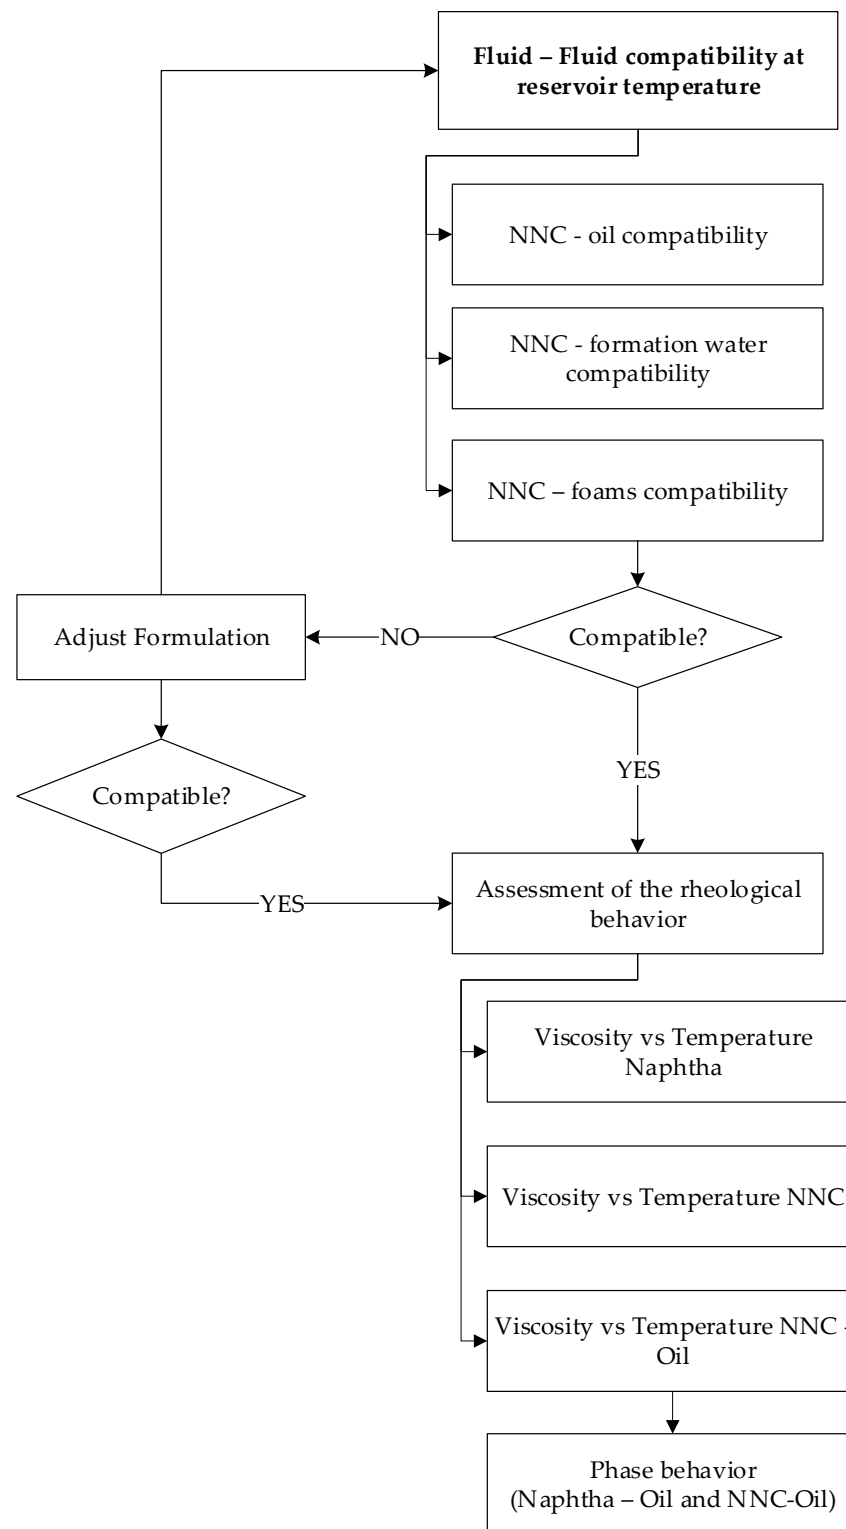 Fluid – Fluid compatibility at
reservoir temperature
NNC - oil compatibility
NNC - formation water
compatibility
NNC – foams compatibility
Adjust Formulation
NO
Compatible?
YES
Compatible?
YES
Assessment of the rheological
behavior
Viscosity vs Temperature
Naphtha
Viscosity vs Temperature NNC
Viscosity vs Temperature NNC -
Oil
Phase behavior
(Naphtha – Oil and NNC-Oil)